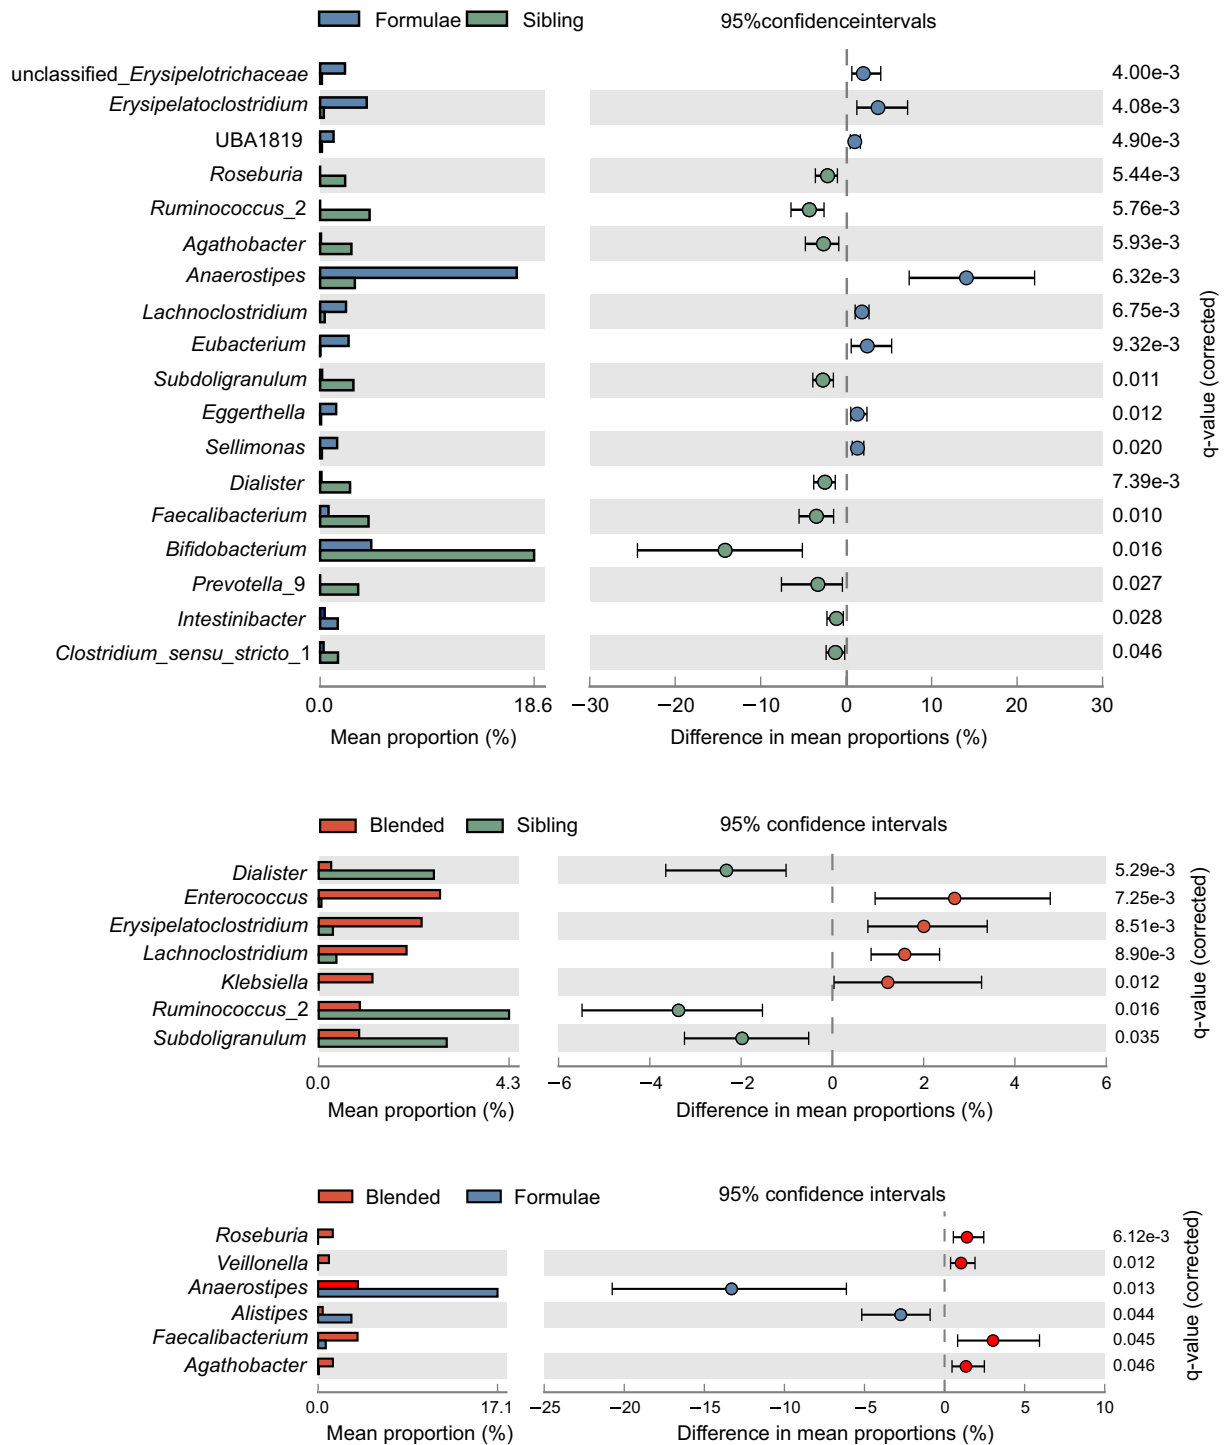 Formulae Sibling 95%confidenceintervals
unclassified_Erysipelotrichaceae 4.00e-3
Erysipelatoclostridium 4.08e-3
UBA1819 4.90e-3
Roseburia 5.44e-3
Ruminococcus_2 5.76e-3
Agathobacter 5.93e-3
Anaerostipes 6.32e-3
Lachnoclostridium 6.75e-3
Eubacterium 9.32e-3
Subdoligranulum 0.011
Eggerthella 0.012
Sellimonas 0.020
Dialister 7.39e-3
Faecalibacterium 0.010
Bifidobacterium 0.016
Prevotella_9 0.027
Intestinibacter 0.028
Clostridium_sensu_stricto_1 0.046
q-value (corrected)
0.0 18.6 −30 −20 −10 0 10 20 30
Mean proportion (%) Difference in mean proportions (%)
Blended Sibling 95% confidence intervals
Dialister 5.29e-3
Enterococcus 7.25e-3
Erysipelatoclostridium 8.51e-3
Lachnoclostridium 8.90e-3
Klebsiella 0.012
Ruminococcus_2 0.016
Subdoligranulum 0.035
q-value (corrected)
0.0 4.3 −6 −4 −2 0 2 4 6
Mean proportion (%) Difference in mean proportions (%)
Blended Formulae 95% confidence intervals
Roseburia 6.12e-3
Veillonella 0.012
Anaerostipes 0.013
Alistipes 0.044
Faecalibacterium 0.045
Agathobacter 0.046
q-value (corrected)
0.0 17.1 −25 −20 −15 −10 −5 0 5 10
Mean proportion (%) Difference in mean proportions (%)